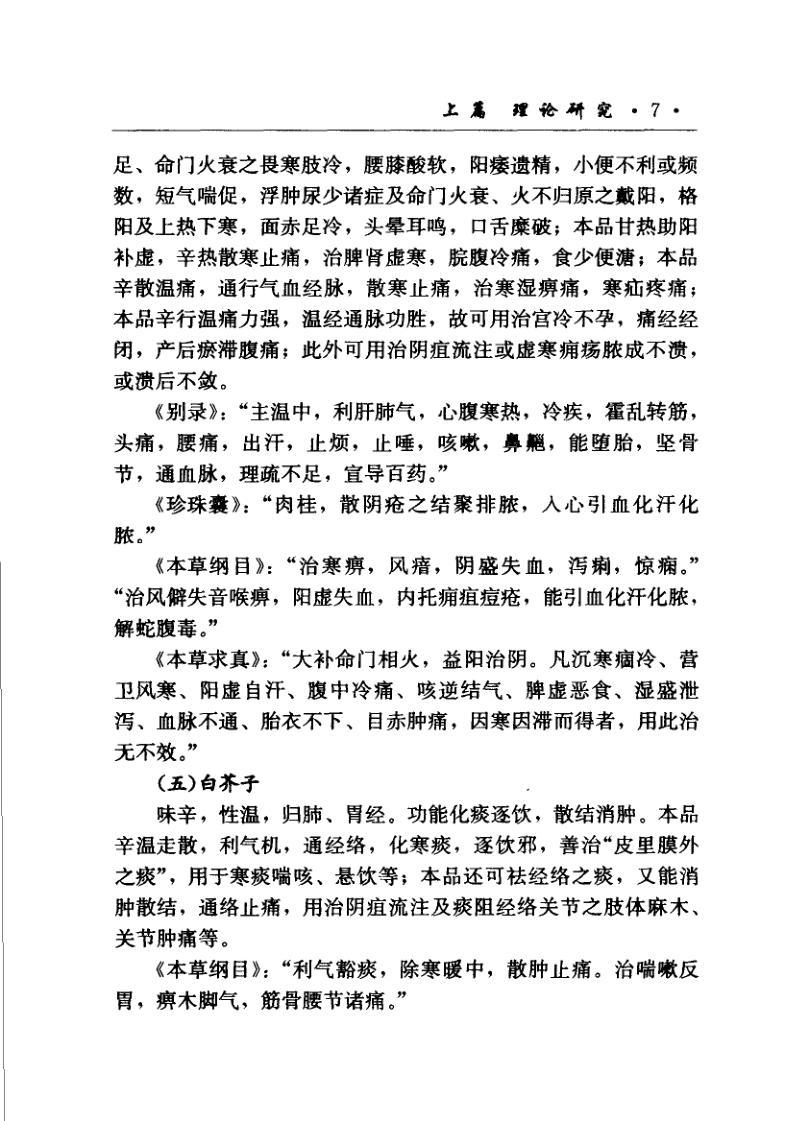 上篇 理论研究 ·7·
足、命门火衰之畏寒肢冷，腰膝酸软，阳痿遗精，小便不利或频
数，短气喘促，浮肿尿少诸症及命门火衰、火不归原之戴阳，格
阳及上热下寒，面赤足冷，头晕耳鸣，口舌糜破；本品甘热助阳
补虚，辛热散寒止痛，治脾肾虚寒，脘腹冷痛，食少便溏；本品
辛散温痛，通行气血经脉，散寒止痛，治寒湿痹痛，寒疝疼痛；
本品辛行温痛力强，温经通脉功胜，故可用治宫冷不孕，痛经经
闭，产后瘀滞腹痛；此外可用治阴疽流注或虚寒痈疡脓成不溃，
或溃后不敛。
《别录》：“主温中，利肝肺气，心腹寒热，冷疾，霍乱转筋，
头痛，腰痛，出汗，止烦，止唾，咳嗽，鼻齆，能堕胎，坚骨
节，通血脉，理疏不足，宣导百药。”
《珍珠囊》：“肉桂，散阴疮之结聚排脓，入心引血化汗化
脓。”
《本草纲目》：“治寒痹，风瘖，阴盛失血，泻痢，惊痫。”
“治风僻失音喉痹，阳虚失血，内托痈疽痘疮，能引血化汗化脓，
解蛇腹毒。”
《本草求真》：“大补命门相火，益阳治阴。凡沉寒痼冷、营
卫风寒、阳虚自汗、腹中冷痛、咳逆结气、脾虚恶食、湿盛泄
泻、血脉不通、胎衣不下、目赤肿痛，因寒因滞而得者，用此治
无不效。”
(五)白芥子
味辛，性温，归肺、胃经。功能化痰逐饮，散结消肿。本品
辛温走散，利气机，通经络，化寒痰，逐饮邪，善治“皮里膜外
之痰”，用于寒痰喘咳、悬饮等；本品还可祛经络之痰，又能消
肿散结，通络止痛，用治阴疽流注及痰阻经络关节之肢体麻木、
关节肿痛等。
《本草纲目》：“利气豁痰，除寒暖中，散肿止痛。治喘嗽反
胃，痹木脚气，筋骨腰节诸痛。”